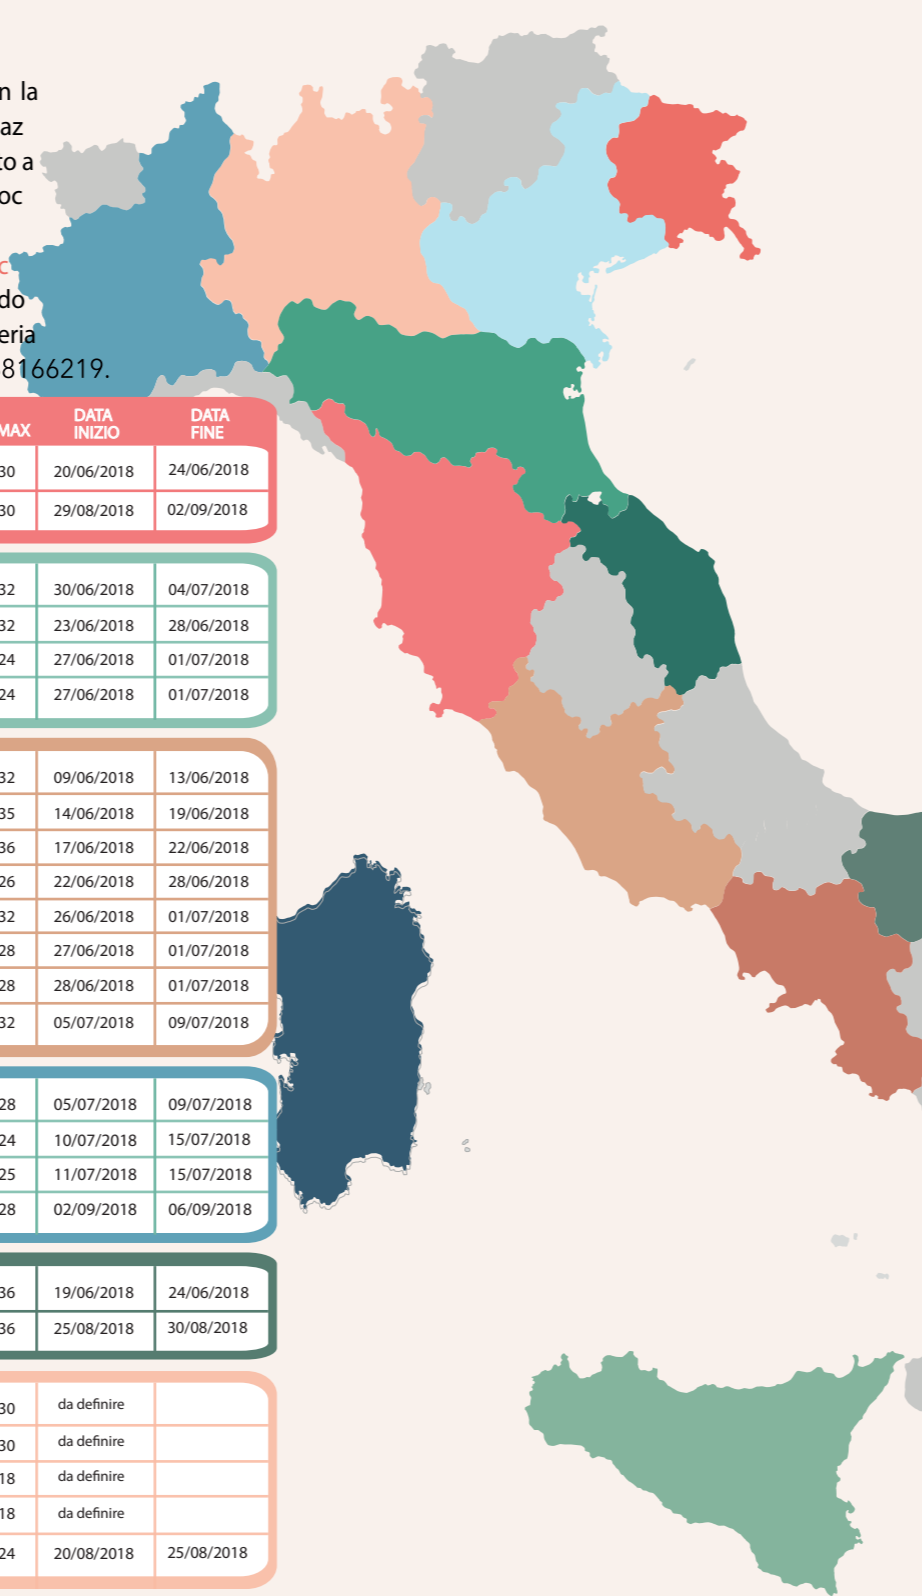 n la
az
to a
oc
c
do
eria
8166219.
MAX DATA INIZIO DATA FINE
30 20/06/2018 24/06/2018
30 29/08/2018 02/09/2018
32 30/06/2018 04/07/2018
32 23/06/2018 28/06/2018
24 27/06/2018 01/07/2018
24 27/06/2018 01/07/2018
32 09/06/2018 13/06/2018
35 14/06/2018 19/06/2018
36 17/06/2018 22/06/2018
26 22/06/2018 28/06/2018
32 26/06/2018 01/07/2018
28 27/06/2018 01/07/2018
28 28/06/2018 01/07/2018
32 05/07/2018 09/07/2018
28 05/07/2018 09/07/2018
24 10/07/2018 15/07/2018
25 11/07/2018 15/07/2018
28 02/09/2018 06/09/2018
36 19/06/2018 24/06/2018
36 25/08/2018 30/08/2018
30 da definire
30 da definire
18 da definire
18 da definire
24 20/08/2018 25/08/2018